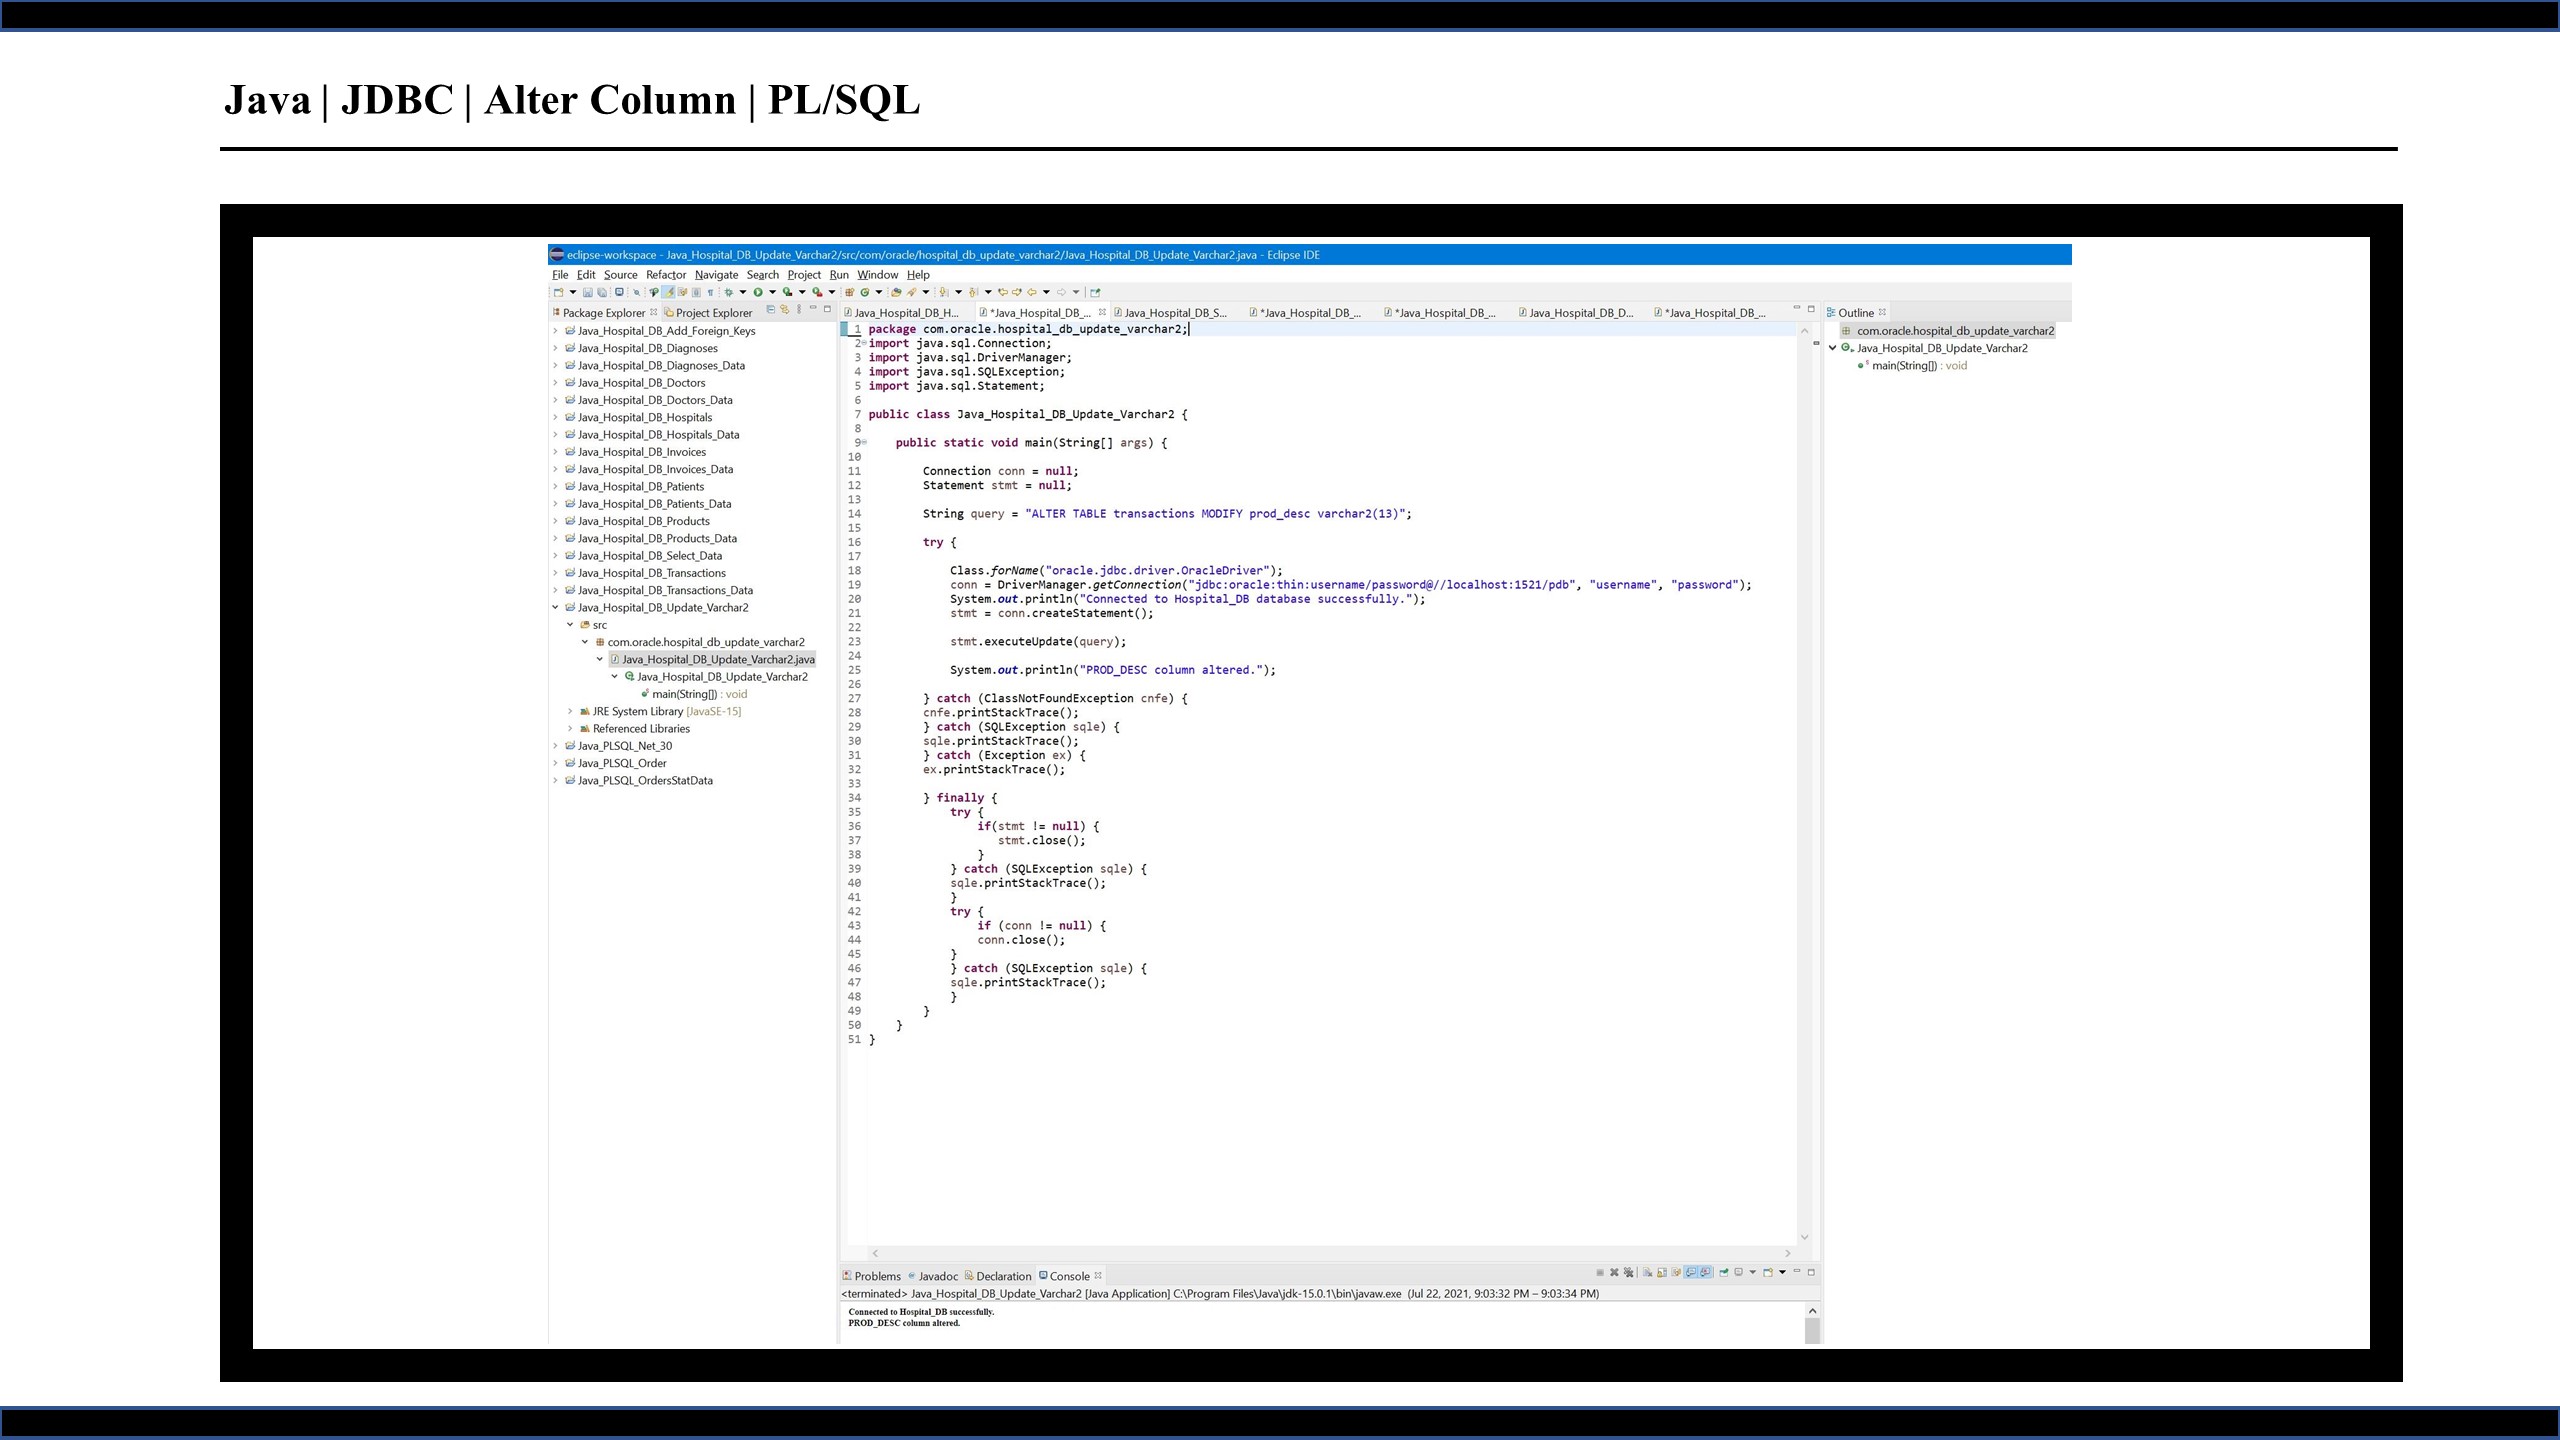 Java | JDBC | Alter Column | PL/SQL
eclipse-workspace - Java_Hospital_DB_Update_Varchar2/src/com/oracle/hospital_db_update_varchar2/Java_Hospital_DB_Update_Varchar2.java - Eclipse IDE
File Edit Source Refactor Navigate Search Project Run Window Help
Package Explorer Project Explorer
Java_Hospital_DB_Add_Foreign_Keys
Java_Hospital_DB_Diagnoses
Java_Hospital_DB_Diagnoses_Data
Java_Hospital_DB_Doctors
Java_Hospital_DB_Doctors_Data
Java_Hospital_DB_Hospitals
Java_Hospital_DB_Hospitals_Data
Java_Hospital_DB_Invoices
Java_Hospital_DB_Invoices_Data
Java_Hospital_DB_Patients
Java_Hospital_DB_Patients_Data
Java_Hospital_DB_Products
Java_Hospital_DB_Products_Data
Java_Hospital_DB_Select_Data
Java_Hospital_DB_Transactions
Java_Hospital_DB_Transactions_Data
Java_Hospital_DB_Update_Varchar2
src
com.oracle.hospital_db_update_varchar2
Java_Hospital_DB_Update_Varchar2.java
Java_Hospital_DB_Update_Varchar2
main(String[]) : void
JRE System Library [JavaSE-15]
Referenced Libraries
Java_PLSQL_Net_30
Java_PLSQL_Order
Java_PLSQL_OrdersStatData
Java_Hospital_DB_H... *Java_Hospital_DB_... Java_Hospital_DB_S... *Java_Hospital_DB_... *Java_Hospital_DB_... Java_Hospital_DB_D... *Java_Hospital_DB_...
1 package com.oracle.hospital_db_update_varchar2;
2 import java.sql.Connection;
3 import java.sql.DriverManager;
4 import java.sql.SQLException;
5 import java.sql.Statement;
6
7 public class Java_Hospital_DB_Update_Varchar2 {
8
9 public static void main(String[] args) {
10
11 Connection conn = null;
12 Statement stmt = null;
13
14 String query = "ALTER TABLE transactions MODIFY prod_desc varchar2(13)";
15
16 try {
17
18 Class.forName("oracle.jdbc.driver.OracleDriver");
19 conn = DriverManager.getConnection("jdbc:oracle:thin:username/password@//localhost:1521/pdb", "username", "password");
20 System.out.println("Connected to Hospital_DB database successfully.");
21 stmt = conn.createStatement();
22
23 stmt.executeUpdate(query);
24
25 System.out.println("PROD_DESC column altered.");
26
27 } catch (ClassNotFoundException cnfe) {
28 cnfe.printStackTrace();
29 } catch (SQLException sqle) {
30 sqle.printStackTrace();
31 } catch (Exception ex) {
32 ex.printStackTrace();
33
34 } finally {
35 try {
36 if(stmt != null) {
37 stmt.close();
38 }
39 } catch (SQLException sqle) {
40 sqle.printStackTrace();
41 }
42 try {
43 if (conn != null) {
44 conn.close();
45 }
46 } catch (SQLException sqle) {
47 sqle.printStackTrace();
48 }
49 }
50 }
51 }
Outline
com.oracle.hospital_db_update_varchar2
Java_Hospital_DB_Update_Varchar2
main(String[]) : void
Problems Javadoc Declaration Console
<terminated> Java_Hospital_DB_Update_Varchar2 [Java Application] C:\Program Files\Java\jdk-15.0.1\bin\javaw.exe (Jul 22, 2021, 9:03:32 PM – 9:03:34 PM)
Connected to Hospital_DB successfully.
PROD_DESC column altered.